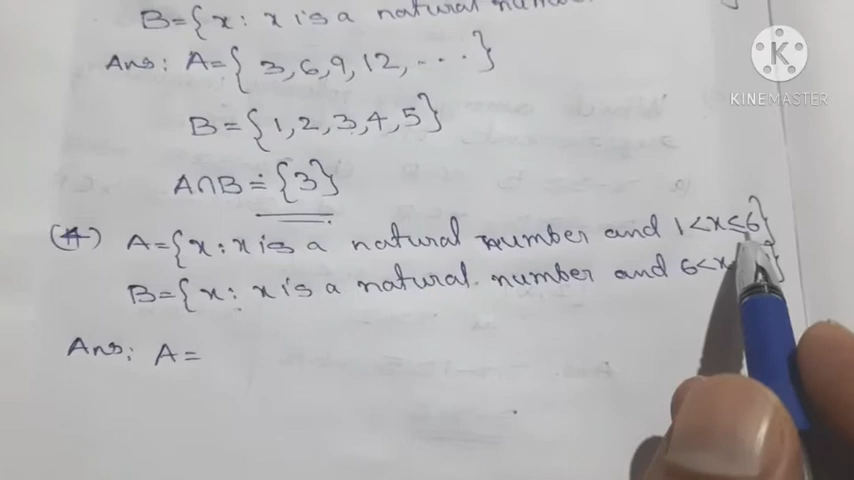 B={x: x is a natural
Ans: A={3,6,9,12,...}
B={1,2,3,4,5}
A∩B={3}
(4) A={x:x is a natural number and 1<x≤6}
B={x: x is a natural number and 6<x }
Ans: A=
K
KINEMASTER